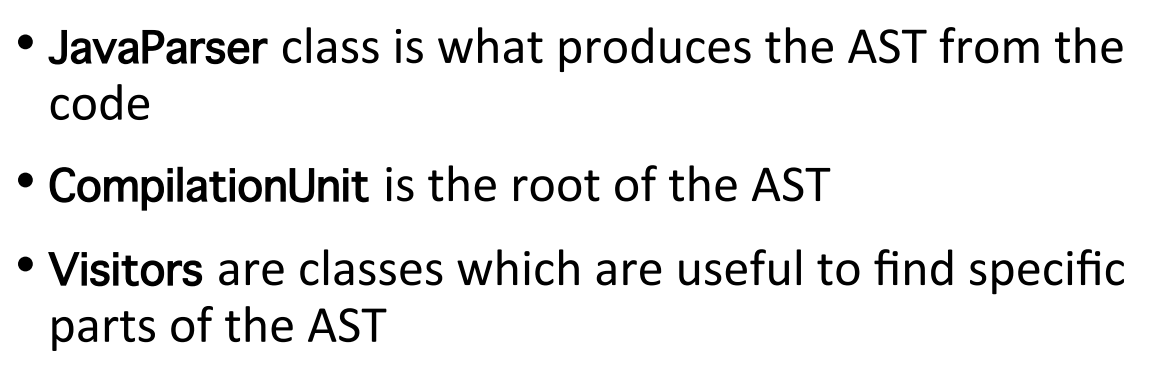 • JavaParser class is what produces the AST from the
code
• CompilationUnit is the root of the AST
• Visitors are classes which are useful to find specific
parts of the AST